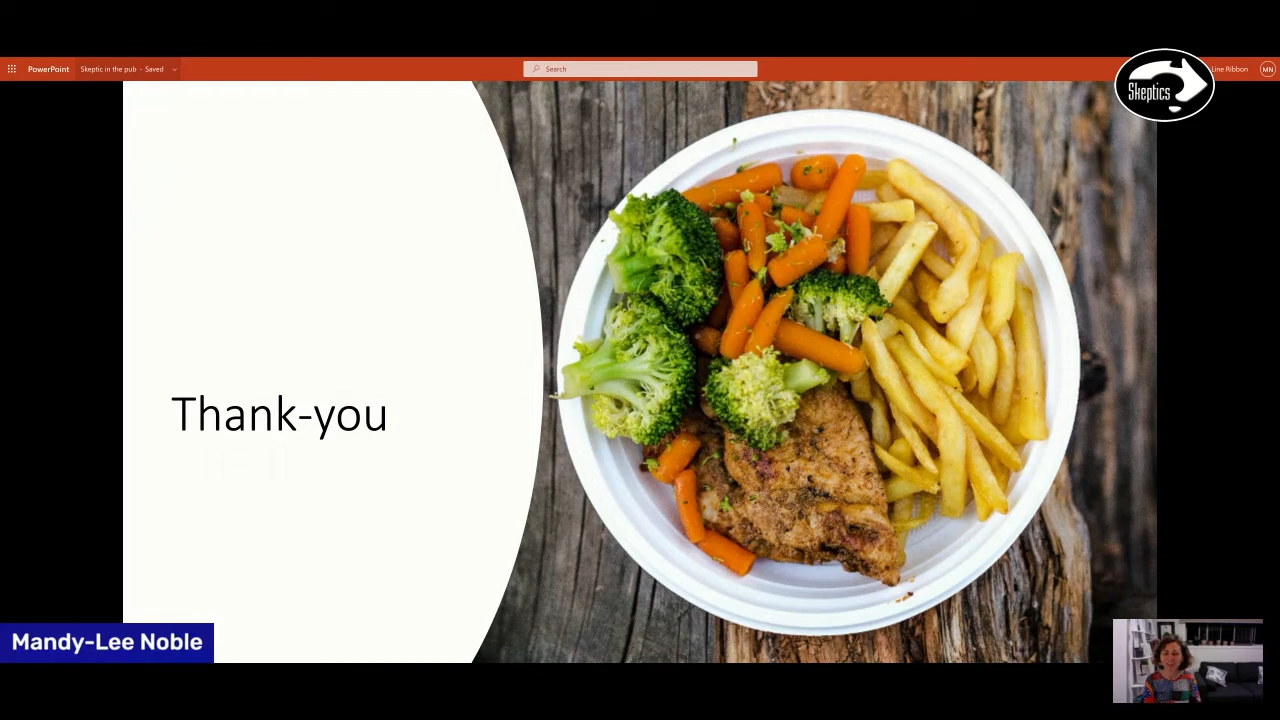 PowerPoint
Skeptic in the pub - Saved
Search
Line Ribbon
MN
Skeptics
Thank-you
Mandy-Lee Noble